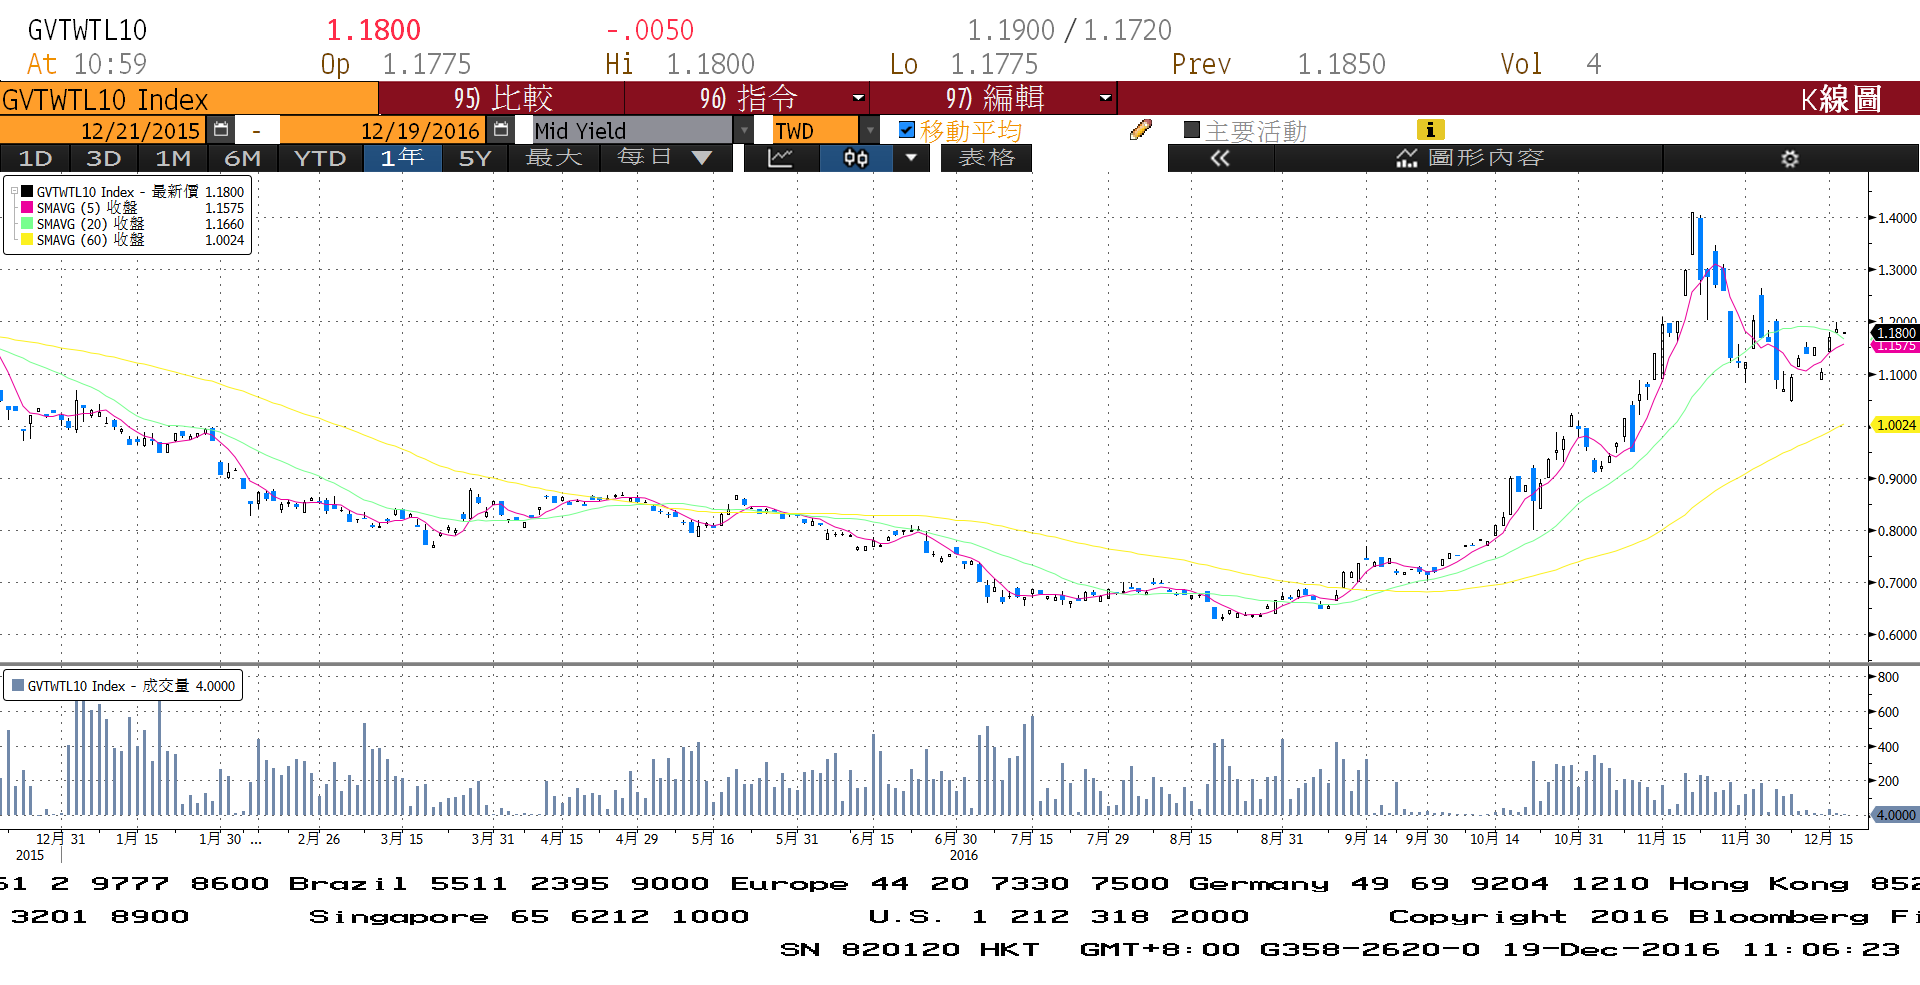 GVTWTL10 1.1800 -.0050 1.1900 / 1.1720
At 10:59 Op 1.1775 Hi 1.1800 Lo 1.1775 Prev 1.1850 Vol 4
GVTWTL10 Index 95) 比較 96) 指令 97) 編輯 K線圖
12/21/2015 - 12/19/2016 Mid Yield TWD 移動平均 主要活動
1D 3D 1M 6M YTD 1年 5Y 最大 每日 表格 圖形內容
GVTWTL10 Index - 最新價 1.1800
SMAVG (5) 收盤 1.1575
SMAVG (20) 收盤 1.1660
SMAVG (60) 收盤 1.0024
1.4000
1.3000
1.2000
1.1800
1.1575
1.1000
1.0024
0.9000
0.8000
0.7000
0.6000
GVTWTL10 Index - 成交量 4.0000
800
600
400
200
4.0000
12月 31 1月 15 1月 30 ... 2月 26 3月 15 3月 31 4月 15 4月 29 5月 16 5月 31 6月 15 6月 30 7月 15 7月 29 8月 15 8月 31 9月 14 9月 30 10月 14 10月 31 11月 15 11月 30 12月 15
2015 2016
61 2 9777 8600 Brazil 5511 2395 9000 Europe 44 20 7330 7500 Germany 49 69 9204 1210 Hong Kong 852
3201 8900 Singapore 65 6212 1000 U.S. 1 212 318 2000 Copyright 2016 Bloomberg Fi
SN 820120 HKT GMT+8:00 G358-2620-0 19-Dec-2016 11:06:23